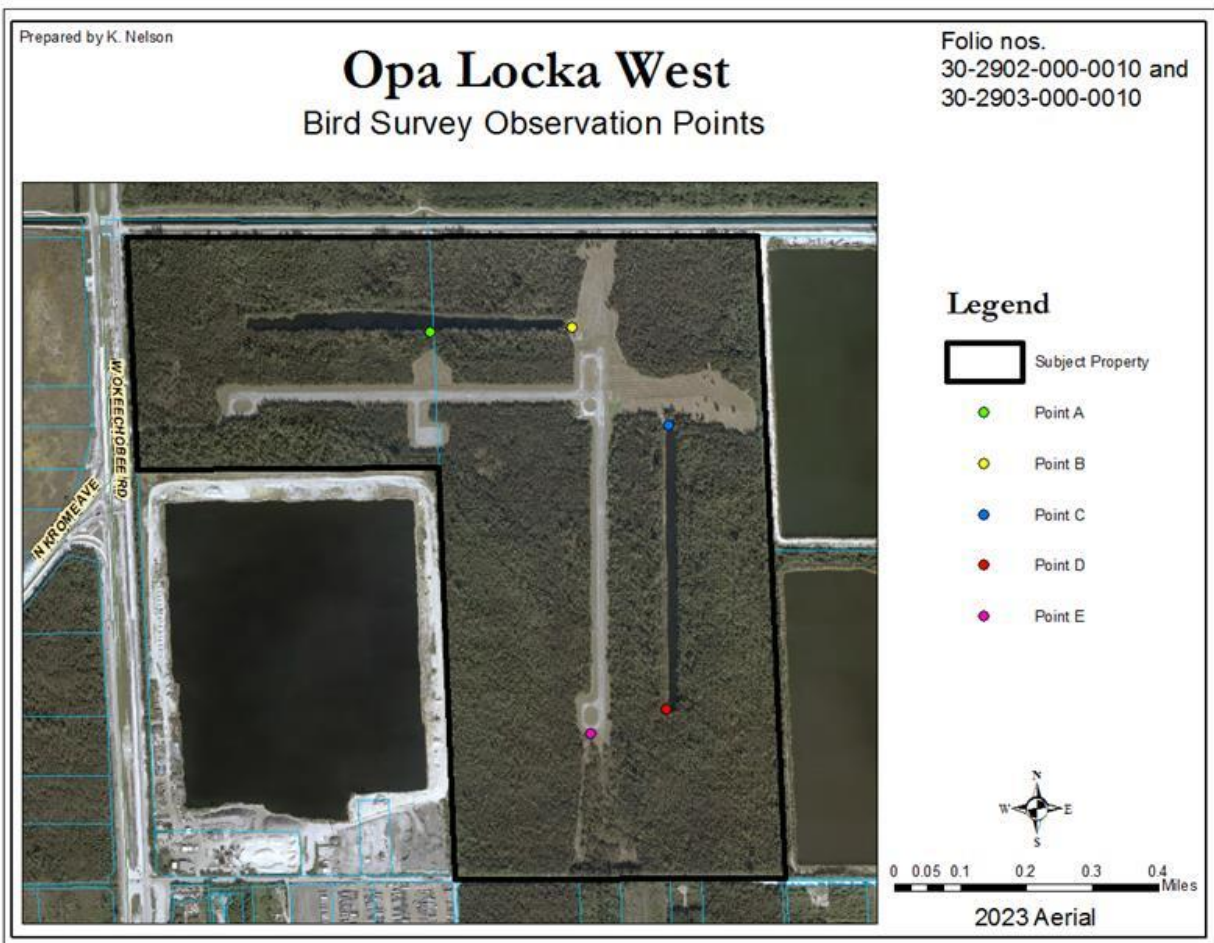 Prepared by K. Nelson
Opa Locka West
Bird Survey Observation Points
Folio nos.
30-2902-000-0010 and
30-2903-000-0010
W OKEECHOBEE RD
N KROME AVE
Legend
Subject Property
Point A
Point B
Point C
Point D
Point E
N
W E
S
0 0.05 0.1 0.2 0.3 0.4
Miles
2023 Aerial